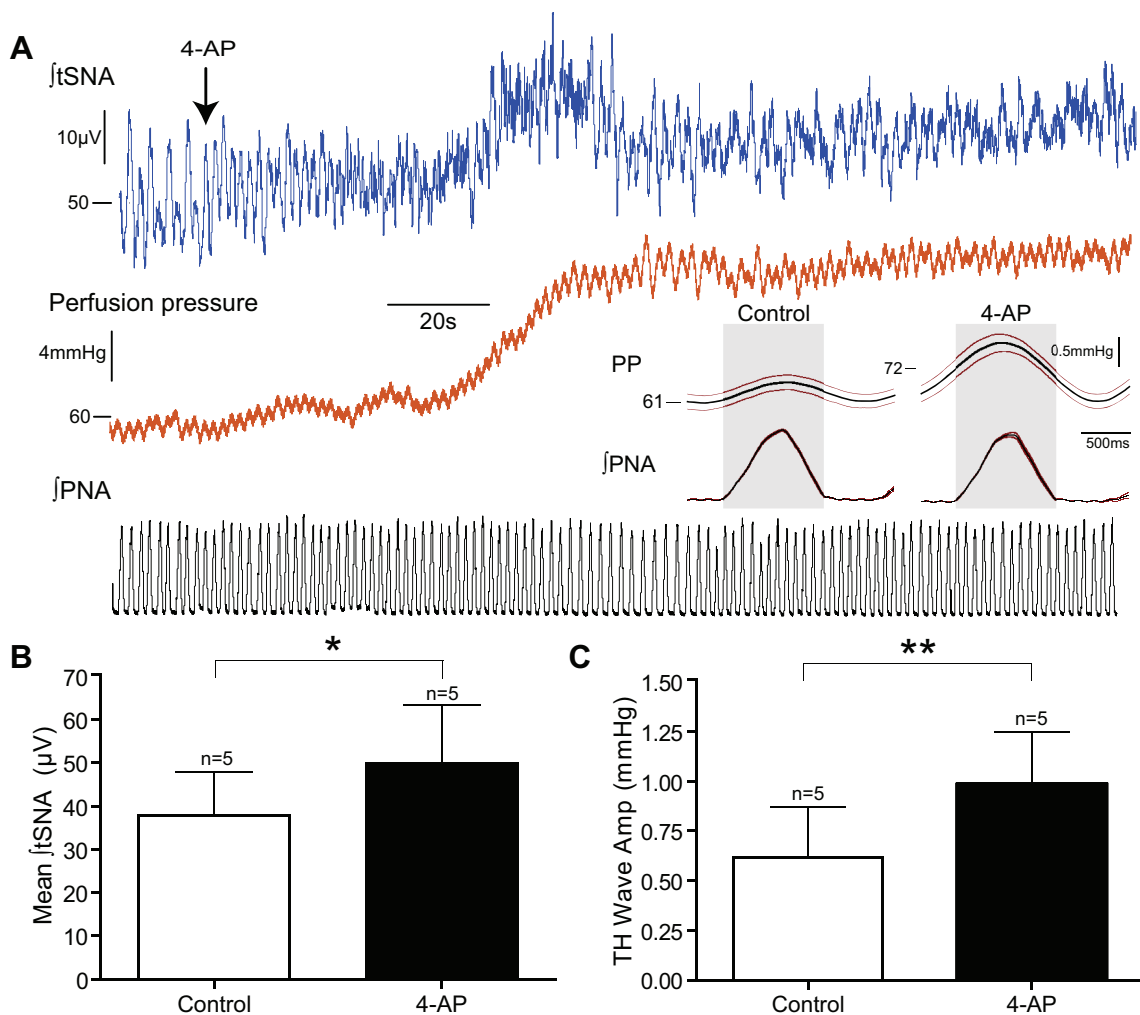 A
4-AP
∫tSNA
10µV
50
Perfusion pressure
20s
4mmHg
60
Control
4-AP
PP
0.5mmHg
72
61
500ms
∫PNA
∫PNA
B
*
70
60
50
40
30
20
10
0
Mean ∫tSNA (µV)
n=5
n=5
Control
4-AP
C
**
1.50
1.25
1.00
0.75
0.50
0.25
0.00
TH Wave Amp (mmHg)
n=5
n=5
Control
4-AP